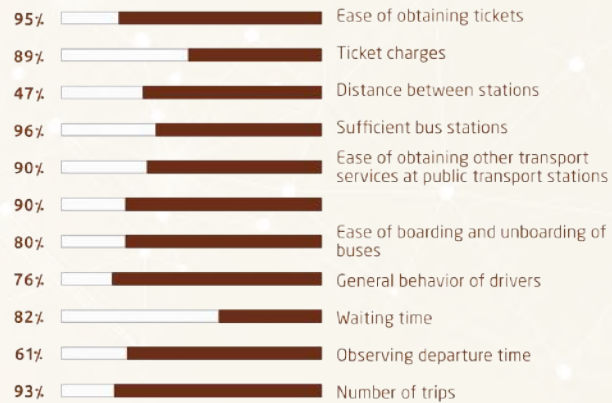 95% Ease of obtaining tickets
89% Ticket charges
47% Distance between stations
96% Sufficient bus stations
90% Ease of obtaining other transport
services at public transport stations
90%
80% Ease of boarding and unboarding of
buses
76% General behavior of drivers
82% Waiting time
61% Observing departure time
93% Number of trips